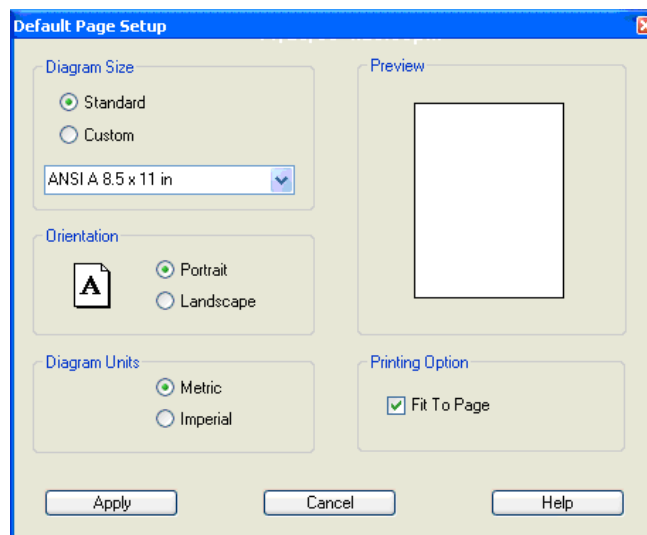 Default Page Setup
Diagram Size
Standard
Custom
ANSI A 8.5 x 11 in
Orientation
A
Portrait
Landscape
Diagram Units
Metric
Imperial
Preview
Printing Option
Fit To Page
Apply
Cancel
Help